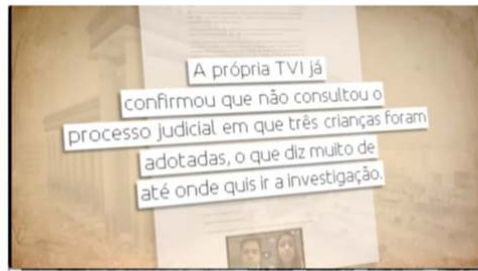 A própria TVI já
confirmou que não consultou o
processo judicial em que três crianças foram
adotadas, o que diz muito de
até onde quis ir a investigação.